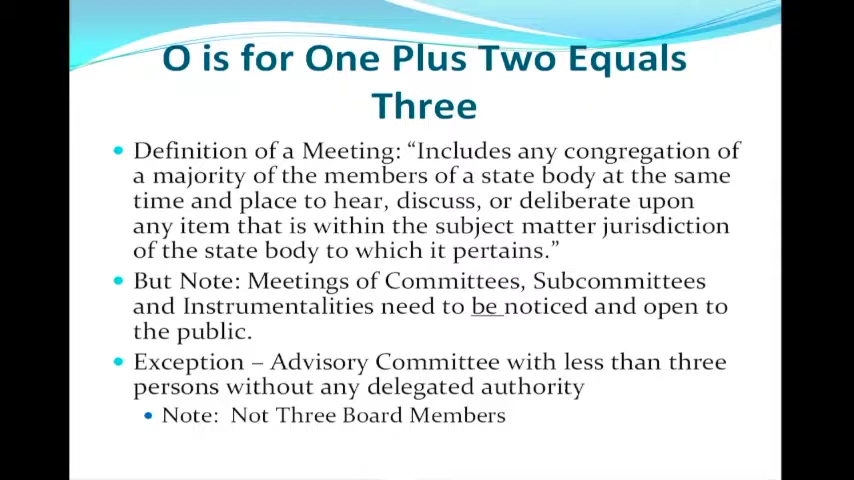 O is for One Plus Two Equals
Three
Definition of a Meeting: “Includes any congregation of
a majority of the members of a state body at the same
time and place to hear, discuss, or deliberate upon
any item that is within the subject matter jurisdiction
of the state body to which it pertains.”
But Note: Meetings of Committees, Subcommittees
and Instrumentalities need to be noticed and open to
the public.
Exception – Advisory Committee with less than three
persons without any delegated authority
Note: Not Three Board Members